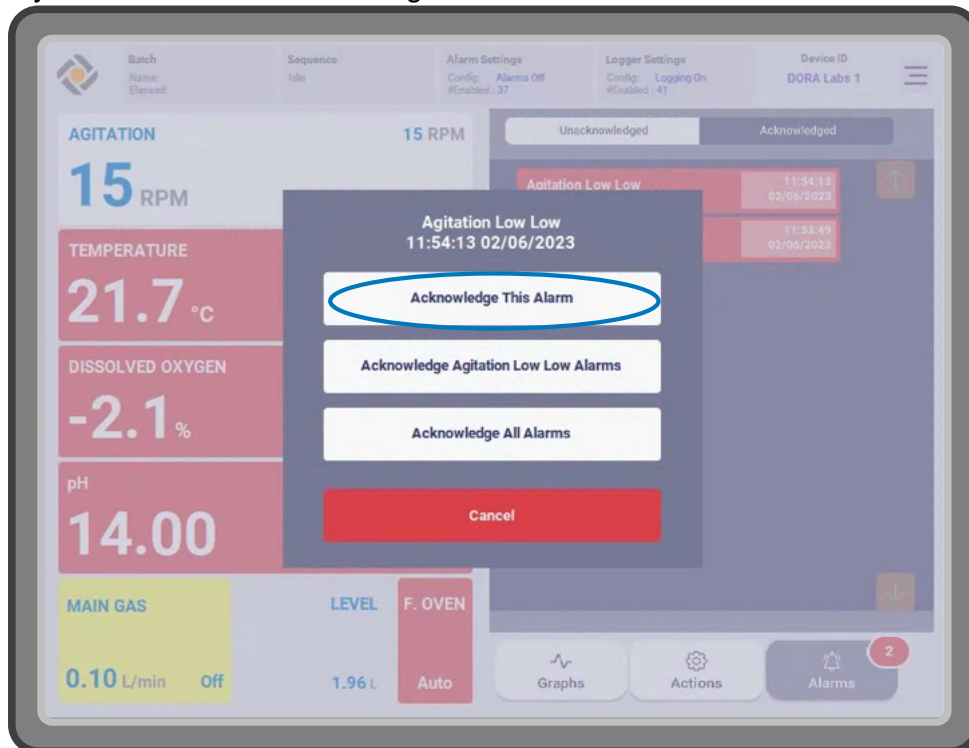 Batch
Name:
Elapsed:
Sequence
Idle
Alarm Settings
Config: Alarms Off
#Enabled : 37
Logger Settings
Config: Logging On
#Enabled : 41
Device ID
DORA Labs 1
AGITATION 15 RPM
15 RPM
TEMPERATURE
21.7 °C
DISSOLVED OXYGEN
-2.1 %
pH
14.00
MAIN GAS
0.10 L/min Off
LEVEL
1.96 L
F. OVEN
Auto
Unacknowledged Acknowledged
Agitation Low Low 11:54:13
02/06/2023
11:53:49
02/06/2023
Agitation Low Low
11:54:13 02/06/2023
Acknowledge This Alarm
Acknowledge Agitation Low Low Alarms
Acknowledge All Alarms
Cancel
Graphs
Actions
Alarms
2